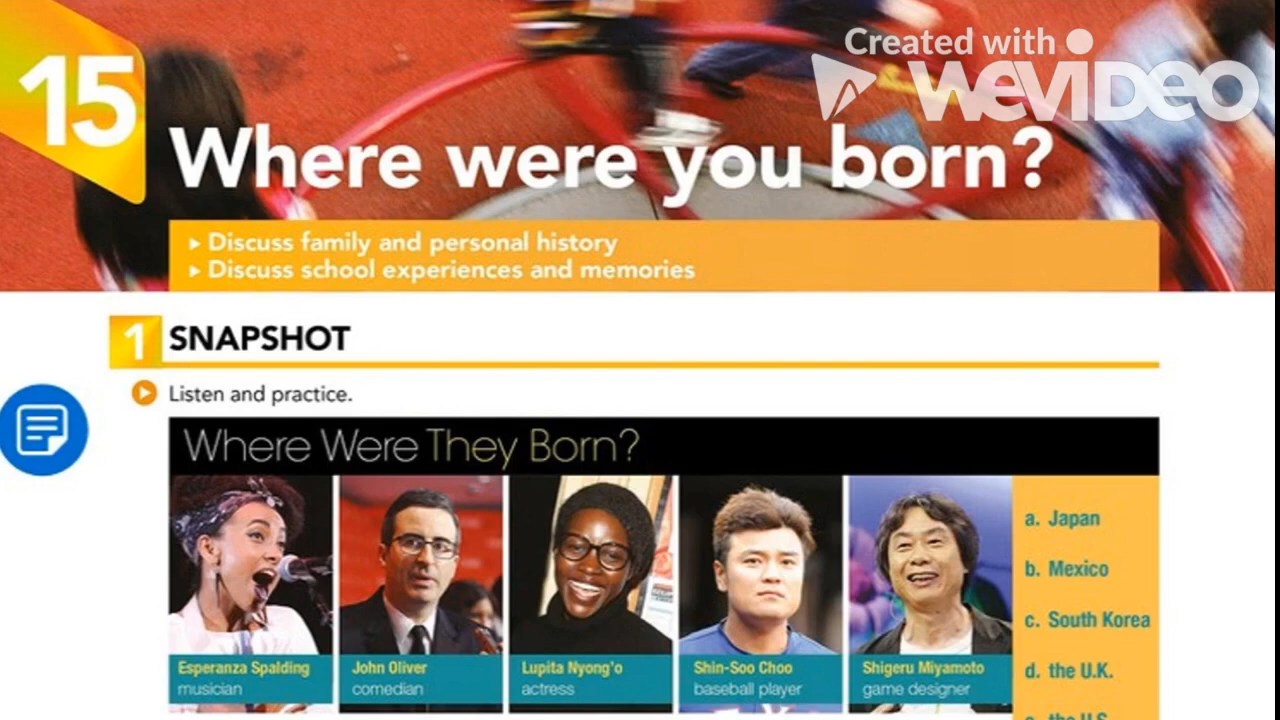 Created with
WEVIDEO
15
Where were you born?
▸ Discuss family and personal history
▸ Discuss school experiences and memories
1 SNAPSHOT
Listen and practice.
Where Were They Born?
Esperanza Spalding
musician
John Oliver
comedian
Lupita Nyong'o
actress
Shin-Soo Choo
baseball player
Shigeru Miyamoto
game designer
a. Japan
b. Mexico
c. South Korea
d. the U.K.
e. the U.S.